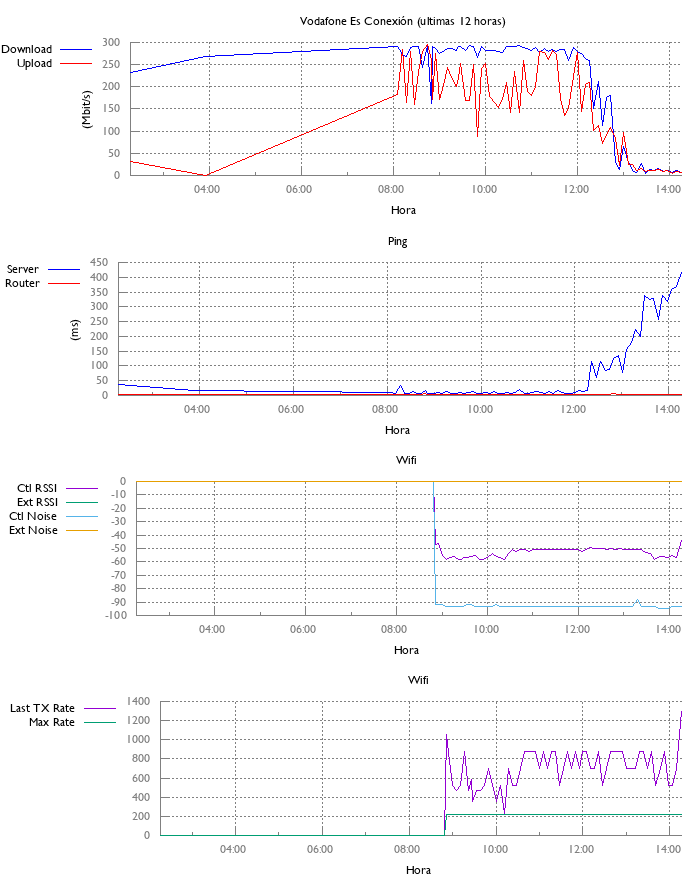 Vodafone Es Conexión (ultimas 12 horas)
Download
Upload
(Mbit/s)
300
250
200
150
100
50
0
04:00 06:00 08:00 10:00 12:00 14:00
Hora
Ping
Server
Router
(ms)
450
400
350
300
250
200
150
100
50
0
04:00 06:00 08:00 10:00 12:00 14:00
Hora
Wifi
Ctl RSSI
Ext RSSI
Ctl Noise
Ext Noise
0
-10
-20
-30
-40
-50
-60
-70
-80
-90
-100
04:00 06:00 08:00 10:00 12:00 14:00
Hora
Wifi
Last TX Rate
Max Rate
1400
1200
1000
800
600
400
200
0
04:00 06:00 08:00 10:00 12:00 14:00
Hora